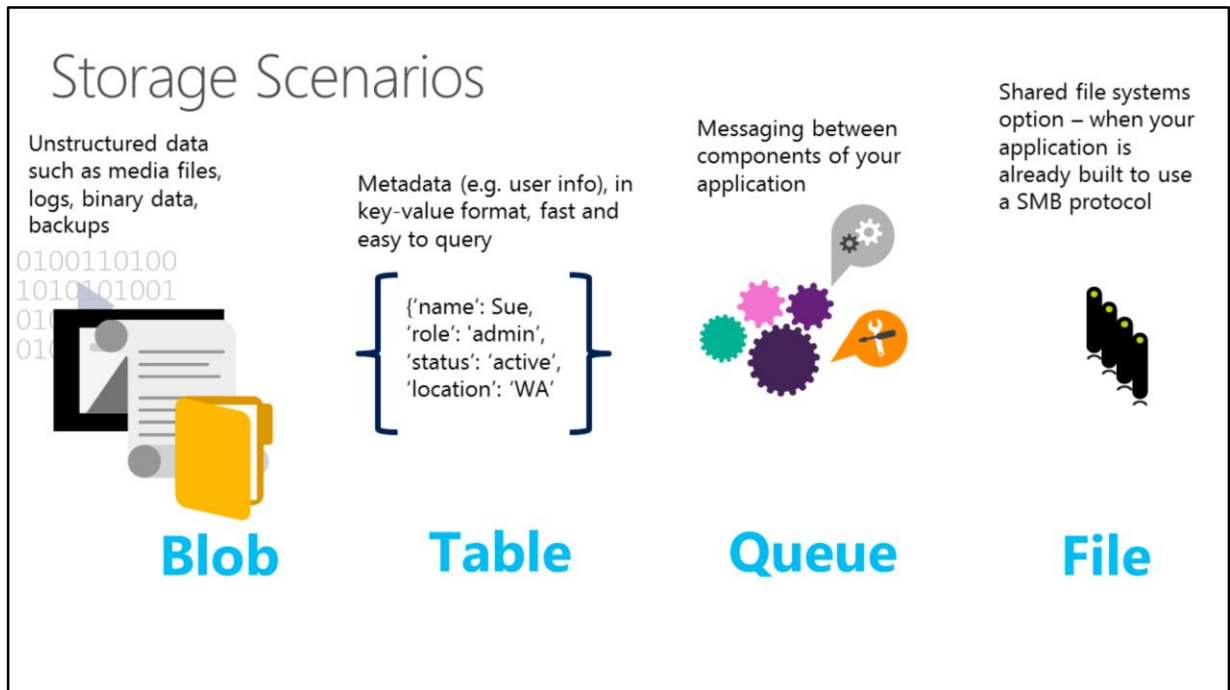 Storage Scenarios
Unstructured data
such as media files,
logs, binary data,
backups
0100110100
1010101001
01
01
Blob
Metadata (e.g. user info), in
key-value format, fast and
easy to query
{‘name’: Sue,
‘role’: 'admin’,
‘status’: ‘active’,
‘location’: ‘WA’
Table
Messaging between
components of your
application
Queue
Shared file systems
option – when your
application is
already built to use
a SMB protocol
File